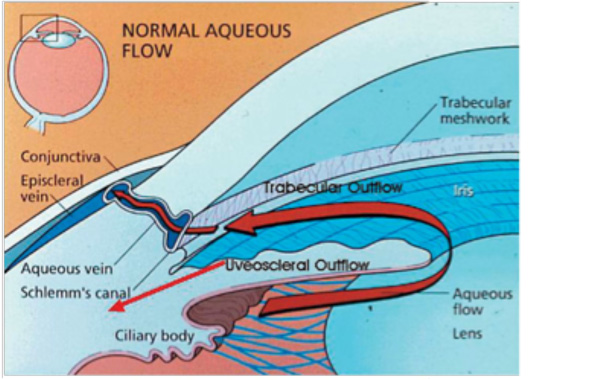 NORMAL AQUEOUS
FLOW
Trabecular
meshwork
Conjunctiva
Episcleral
vein
Trabecular Outflow
Iris
Aqueous vein
Uveoscleral Outflow
Schlemm's canal
Aqueous
flow
Ciliary body
Lens